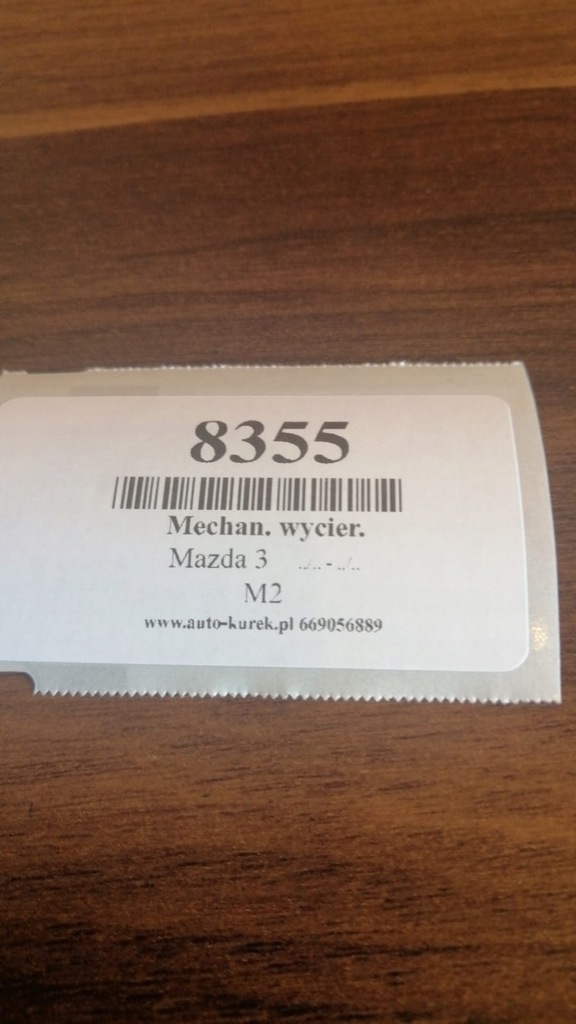 8355
Mechan. wycier.
Mazda 3 ../.. - ../..
M2
www.auto-kurek.pl 669056889